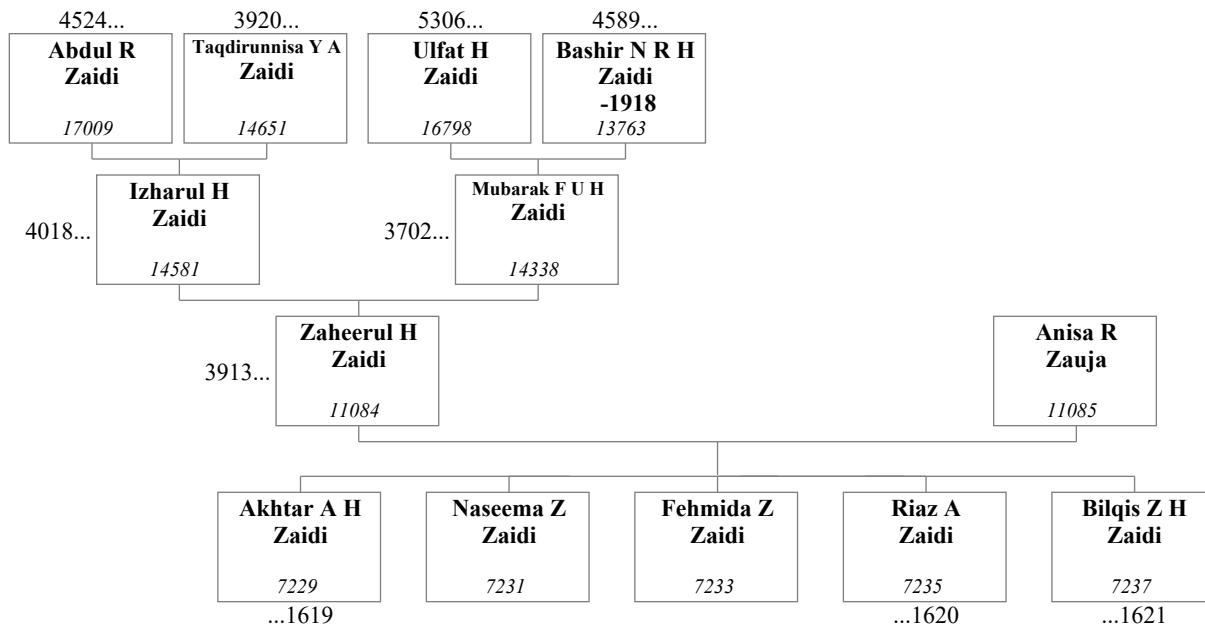 4524... 3920... 5306... 4589...
Abdul R
Zaidi
17009
Taqdirunnisa Y A
Zaidi
14651
Ulfat H
Zaidi
16798
Bashir N R H
Zaidi
-1918
13763
4018...
Izharul H
Zaidi
14581
3702...
Mubarak F U H
Zaidi
14338
3913...
Zaheerul H
Zaidi
11084
Anisa R
Zauja
11085
Akhtar A H
Zaidi
7229
...1619
Naseema Z
Zaidi
7231
Fehmida Z
Zaidi
7233
Riaz A
Zaidi
7235
...1620
Bilqis Z H
Zaidi
7237
...1621